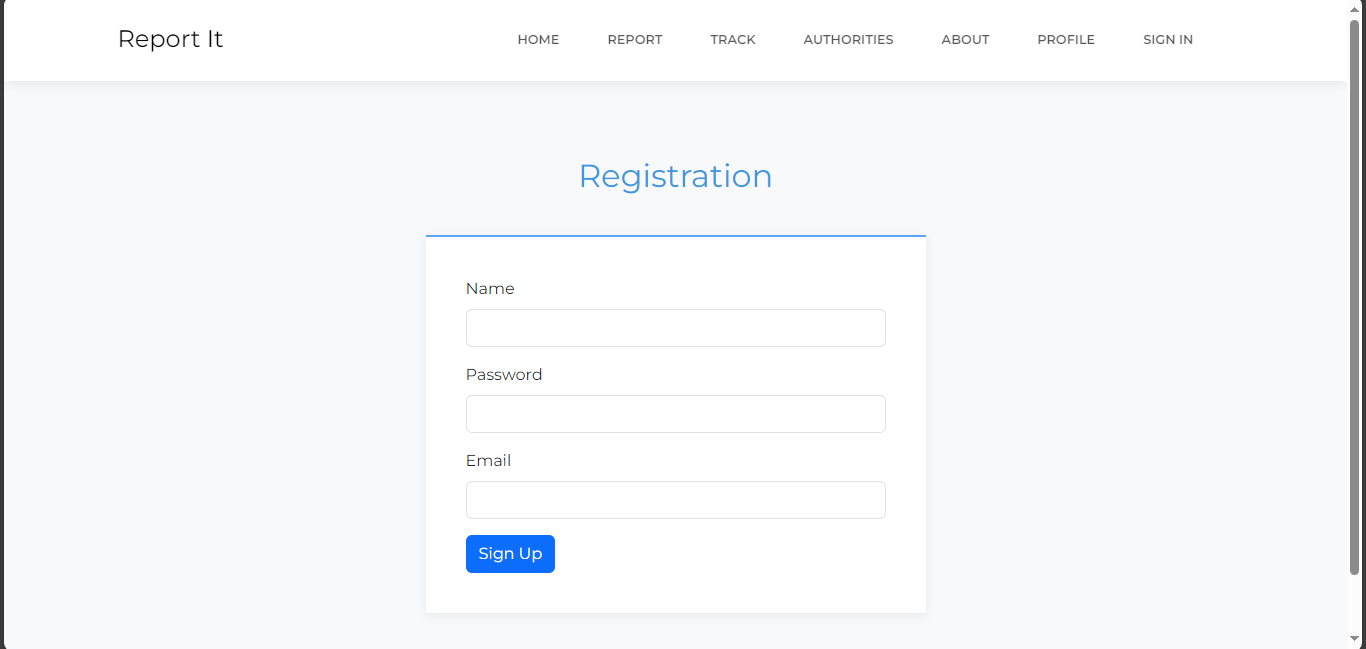 Report It HOME REPORT TRACK AUTHORITIES ABOUT PROFILE SIGN IN
Registration
Name
Password
Email
Sign Up